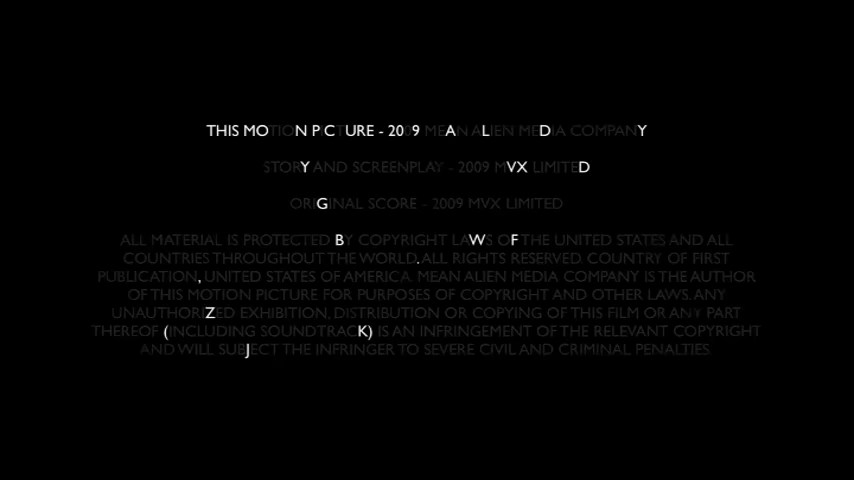 THIS MOTION PICTURE - 2009 MEAN ALIEN MEDIA COMPANY
STORY AND SCREENPLAY - 2009 MVX LIMITED
ORIGINAL SCORE - 2009 MVX LIMITED
ALL MATERIAL IS PROTECTED BY COPYRIGHT LAWS OF THE UNITED STATES AND ALL
COUNTRIES THROUGHOUT THE WORLD. ALL RIGHTS RESERVED. COUNTRY OF FIRST
PUBLICATION, UNITED STATES OF AMERICA. MEAN ALIEN MEDIA COMPANY IS THE AUTHOR
OF THIS MOTION PICTURE FOR PURPOSES OF COPYRIGHT AND OTHER LAWS. ANY
UNAUTHORIZED EXHIBITION, DISTRIBUTION OR COPYING OF THIS FILM OR ANY PART
THEREOF (INCLUDING SOUNDTRACK) IS AN INFRINGEMENT OF THE RELEVANT COPYRIGHT
AND WILL SUBJECT THE INFRINGER TO SEVERE CIVIL AND CRIMINAL PENALTIES.